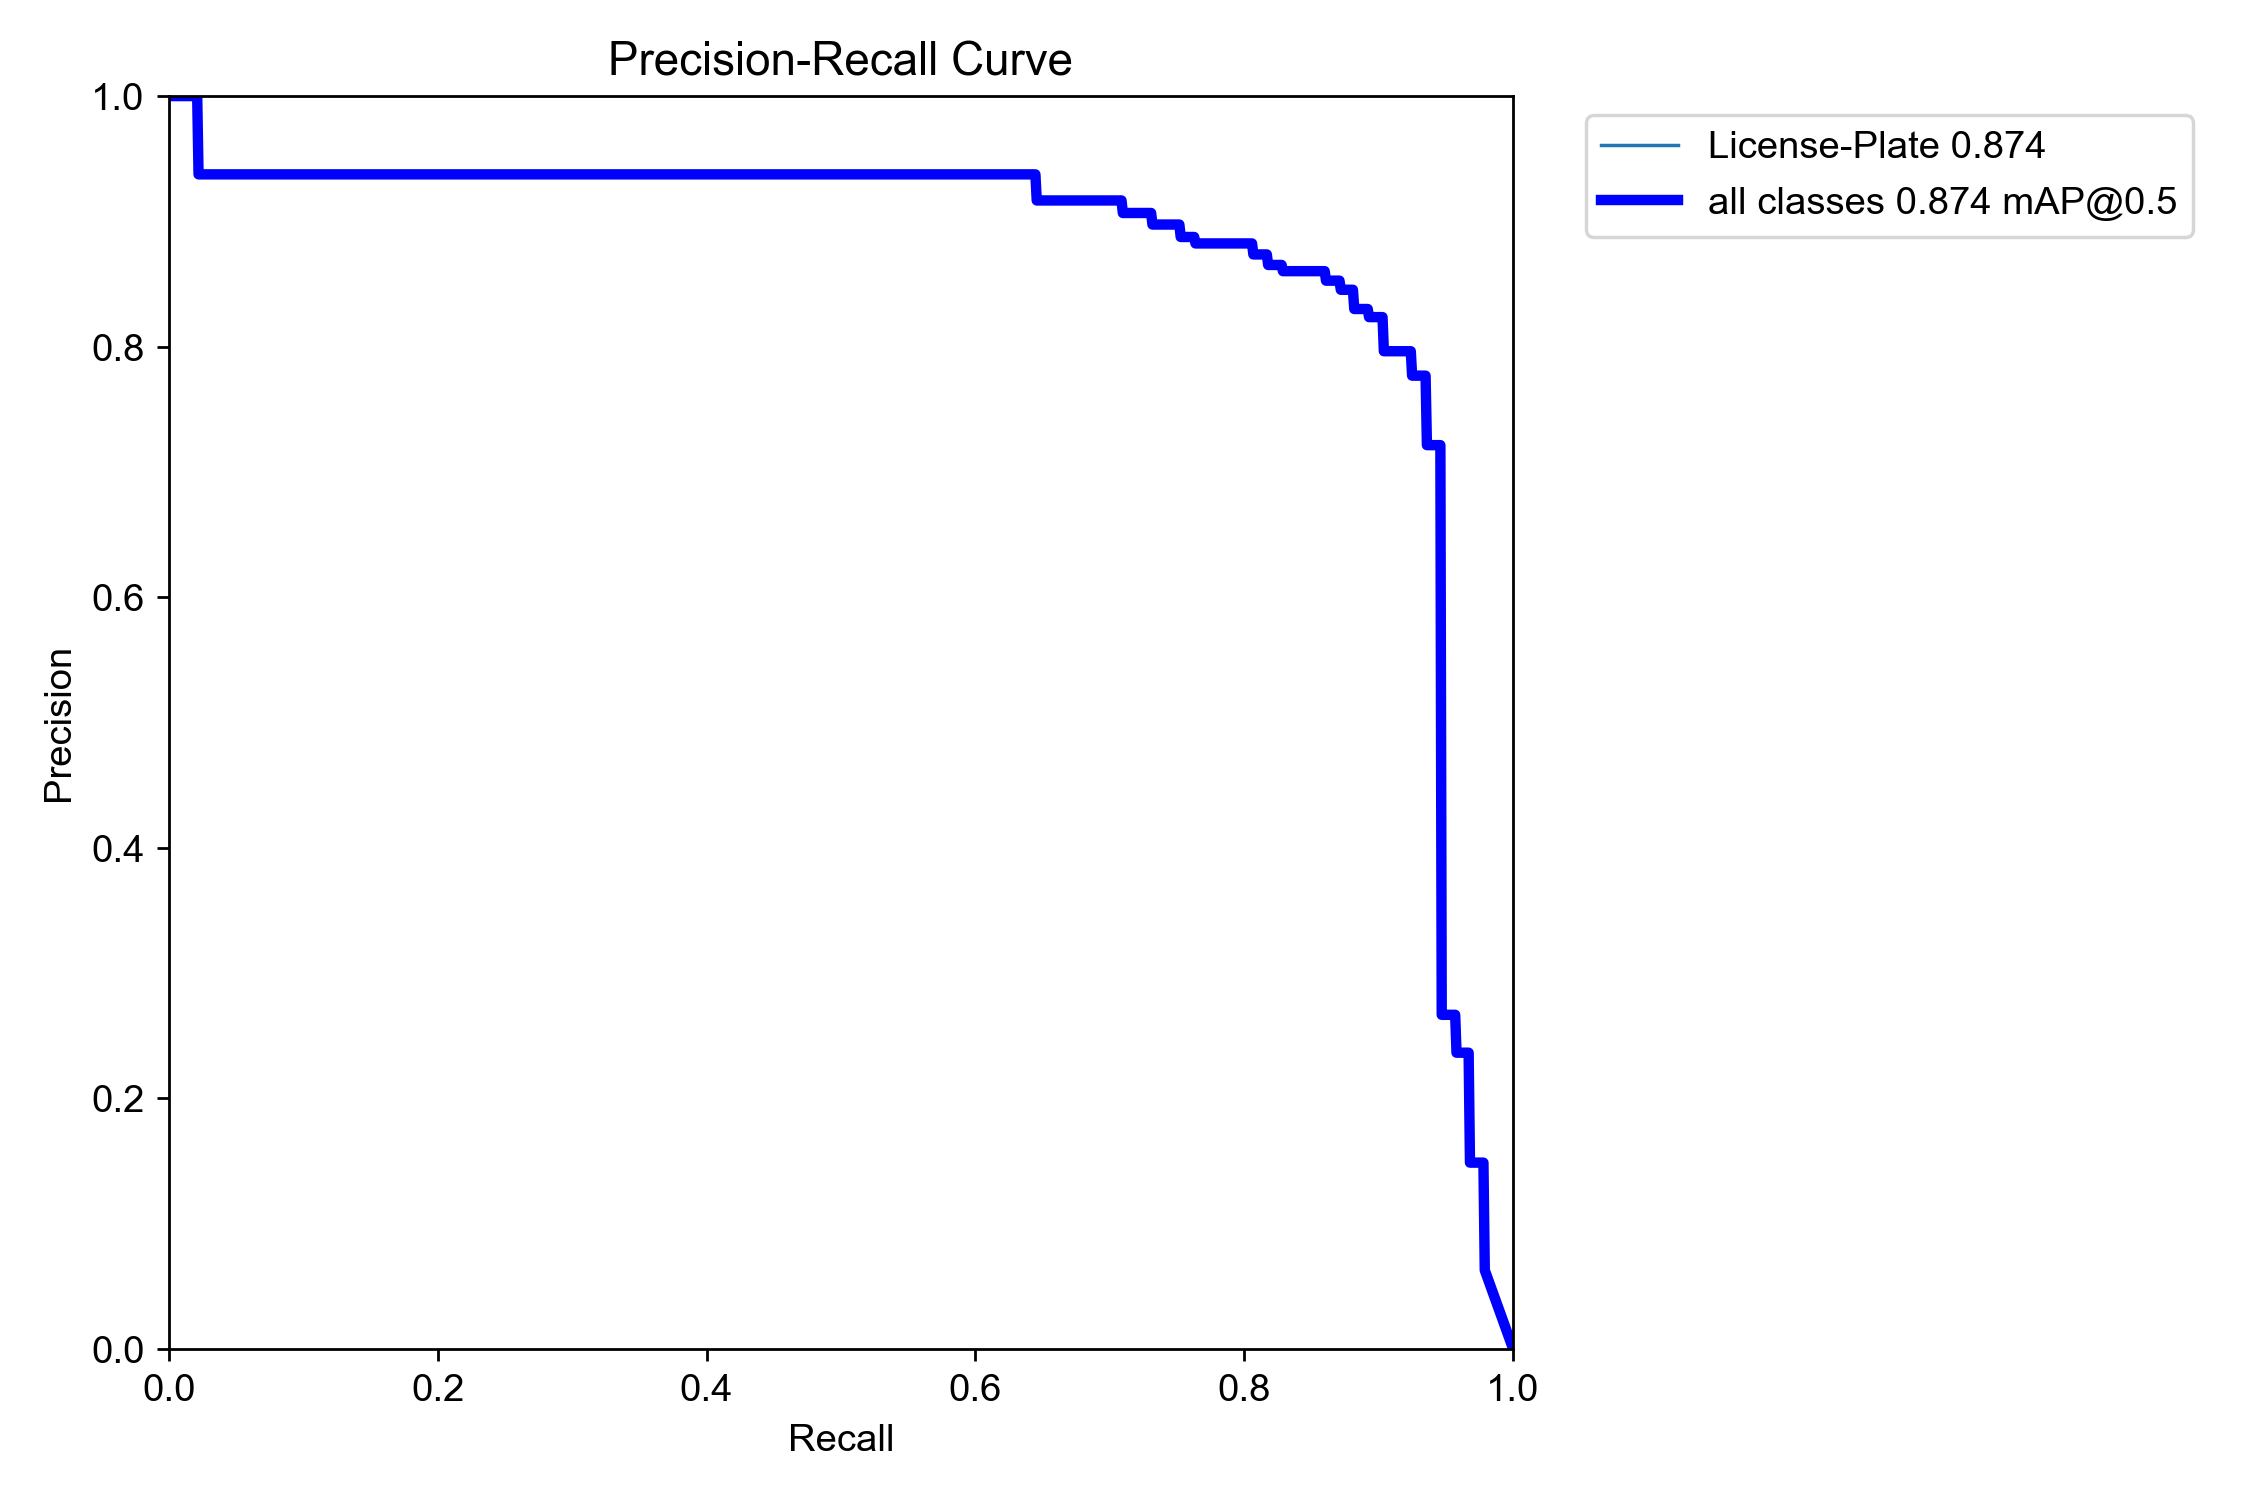 Precision-Recall Curve
1.0
0.8
0.6
0.4
0.2
0.0
Precision
0.0 0.2 0.4 0.6 0.8 1.0
Recall
License-Plate 0.874
all classes 0.874 mAP@0.5